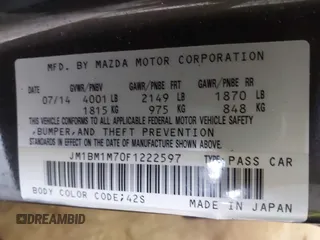 MFD. BY MAZDA MOTOR CORPORATION
GVWR/PNBV GAWR/PNBE FRT GAWR/PNBE RR
07/14 4001 LB 2149 LB 1870 LB
1815 KG 975 KG 848 KG
THIS VEHICLE CONFORMS TO ALL APPLICABLE FEDERAL MOTOR VEHICLE SAFETY,
BUMPER, AND THEFT PREVENTION
STANDARDS IN EFFECT ON THE DATE OF MANUFACTURE SHOWN ABOVE.
JM1BM1M70F1222597 TYPE: PASS CAR
BODY COLOR CODE;42S
MADE IN JAPAN
©DREAMBID